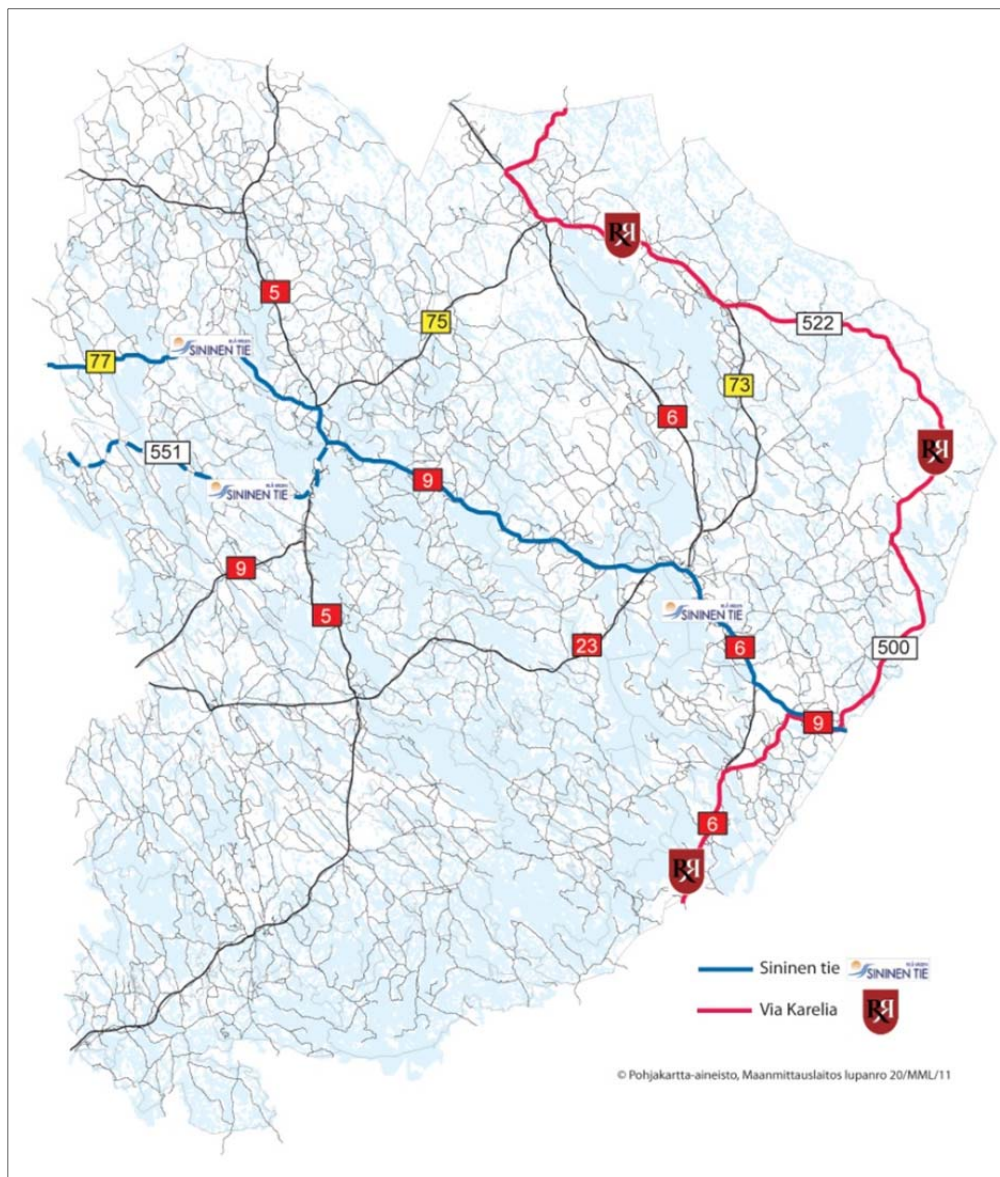 5
75
522
SININEN TIE
77
73
6
551
9
SININEN TIE
9
5
SININEN TIE
23
6
500
9
6
Sininen tie
SININEN TIE
Via Karelia
© Pohjakartta-aineisto, Maanmittauslaitos lupanro 20/MML/11